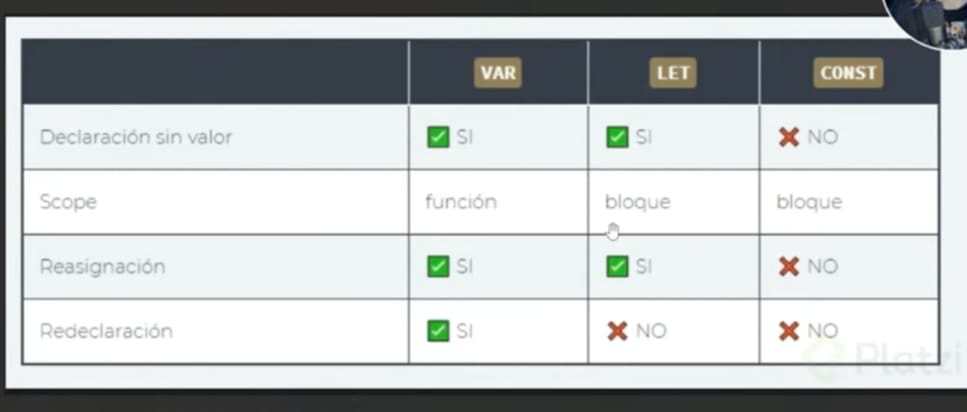 VAR LET CONST
Declaración sin valor ✅ SI ✅ SI ❌ NO
Scope función bloque bloque
Reasignación ✅ SI ✅ SI ❌ NO
Redeclaración ✅ SI ❌ NO ❌ NO
Platzi